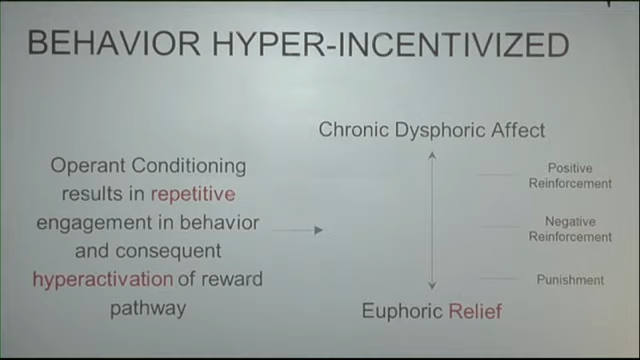 BEHAVIOR HYPER-INCENTIVIZED
Operant Conditioning
results in repetitive
engagement in behavior
and consequent
hyperactivation of reward
pathway
Chronic Dysphoric Affect
Positive
Reinforcement
Negative
Reinforcement
Punishment
Euphoric Relief